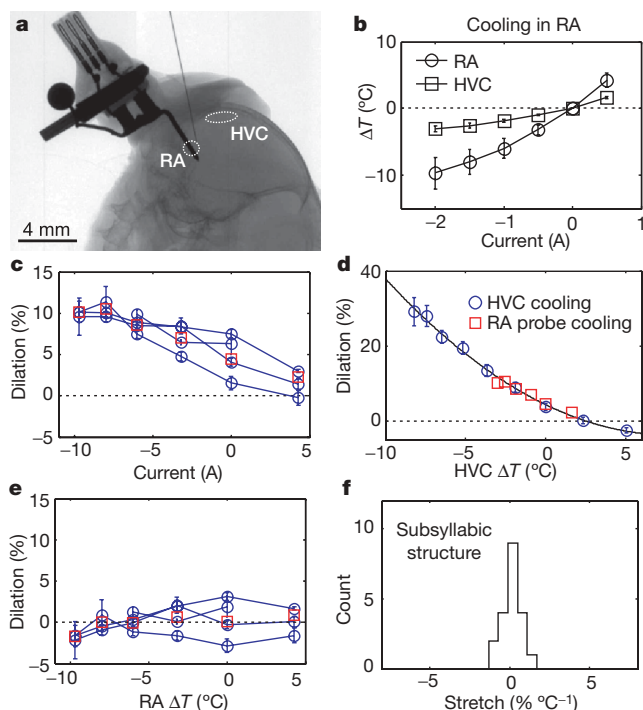 a
HVC
RA
4 mm
b
Cooling in RA
RA
HVC
ΔT (°C)
0
−10
−2
−1
0
1
Current (A)
c
Dilation (%)
15
10
5
0
−5
−10
−5
0
5
Current (A)
d
Dilation (%)
40
20
0
HVC cooling
RA probe cooling
−5
0
5
HVC ΔT (°C)
e
Dilation (%)
15
10
5
0
−5
−10
−5
0
5
RA ΔT (°C)
f
Subsyllabic
structure
Count
10
5
0
−5
0
5
Stretch (% °C⁻¹)